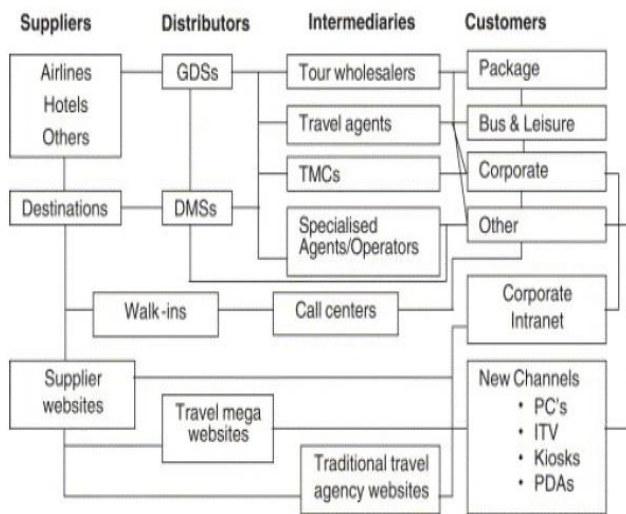 Suppliers
Distributors
Intermediaries
Customers
Airlines
Hotels
Others
GDSs
Tour wholesalers
Package
Travel agents
Bus & Leisure
TMCs
Corporate
Destinations
DMSs
Specialised
Agents/Operators
Other
Walk-ins
Call centers
Corporate
Intranet
Supplier
websites
Travel mega
websites
Traditional travel
agency websites
New Channels
• PC's
• ITV
• Kiosks
• PDAs